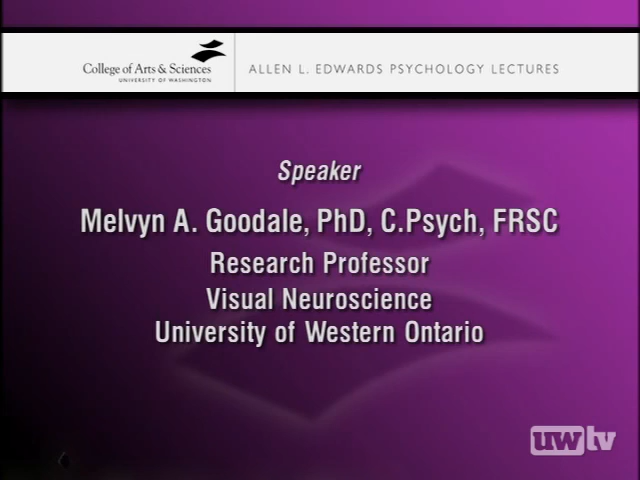 College of Arts & Sciences
UNIVERSITY OF WASHINGTON
ALLEN L. EDWARDS PSYCHOLOGY LECTURES
Speaker
Melvyn A. Goodale, PhD, C.Psych, FRSC
Research Professor
Visual Neuroscience
University of Western Ontario
uwtv